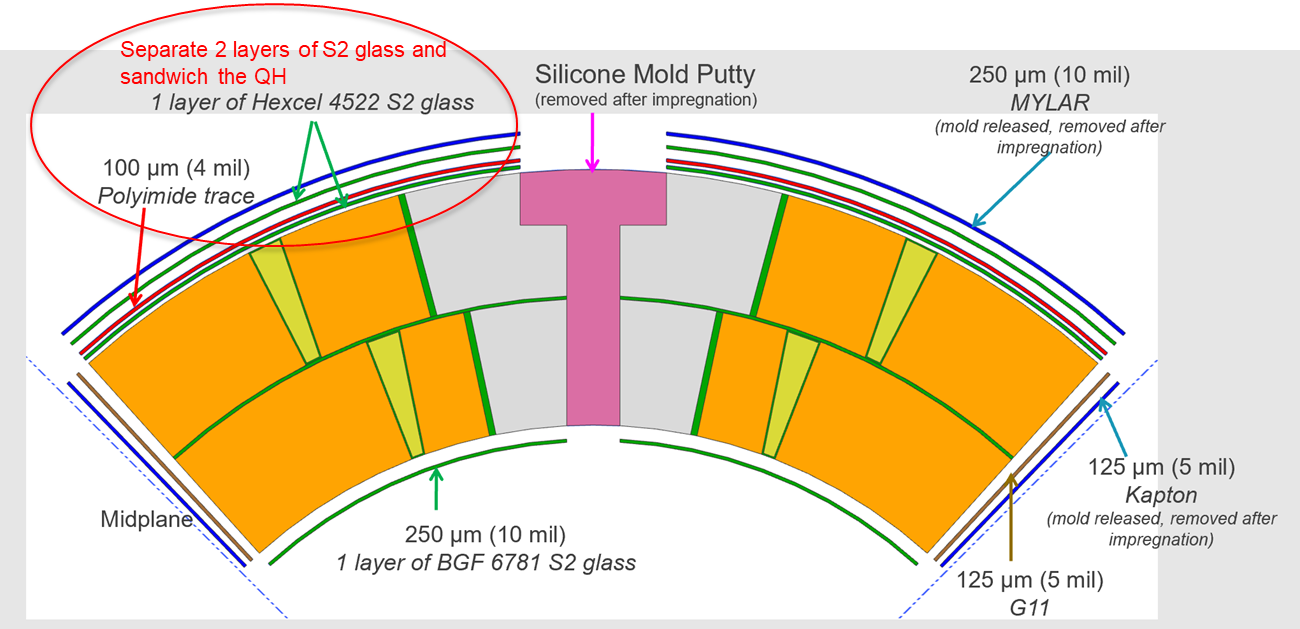 Separate 2 layers of S2 glass and
sandwich the QH
1 layer of Hexcel 4522 S2 glass
100 µm (4 mil)
Polyimide trace
Silicone Mold Putty
(removed after impregnation)
250 µm (10 mil)
MYLAR
(mold released, removed after
impregnation)
Midplane
250 µm (10 mil)
1 layer of BGF 6781 S2 glass
125 µm (5 mil)
Kapton
(mold released, removed after
impregnation)
125 µm (5 mil)
G11